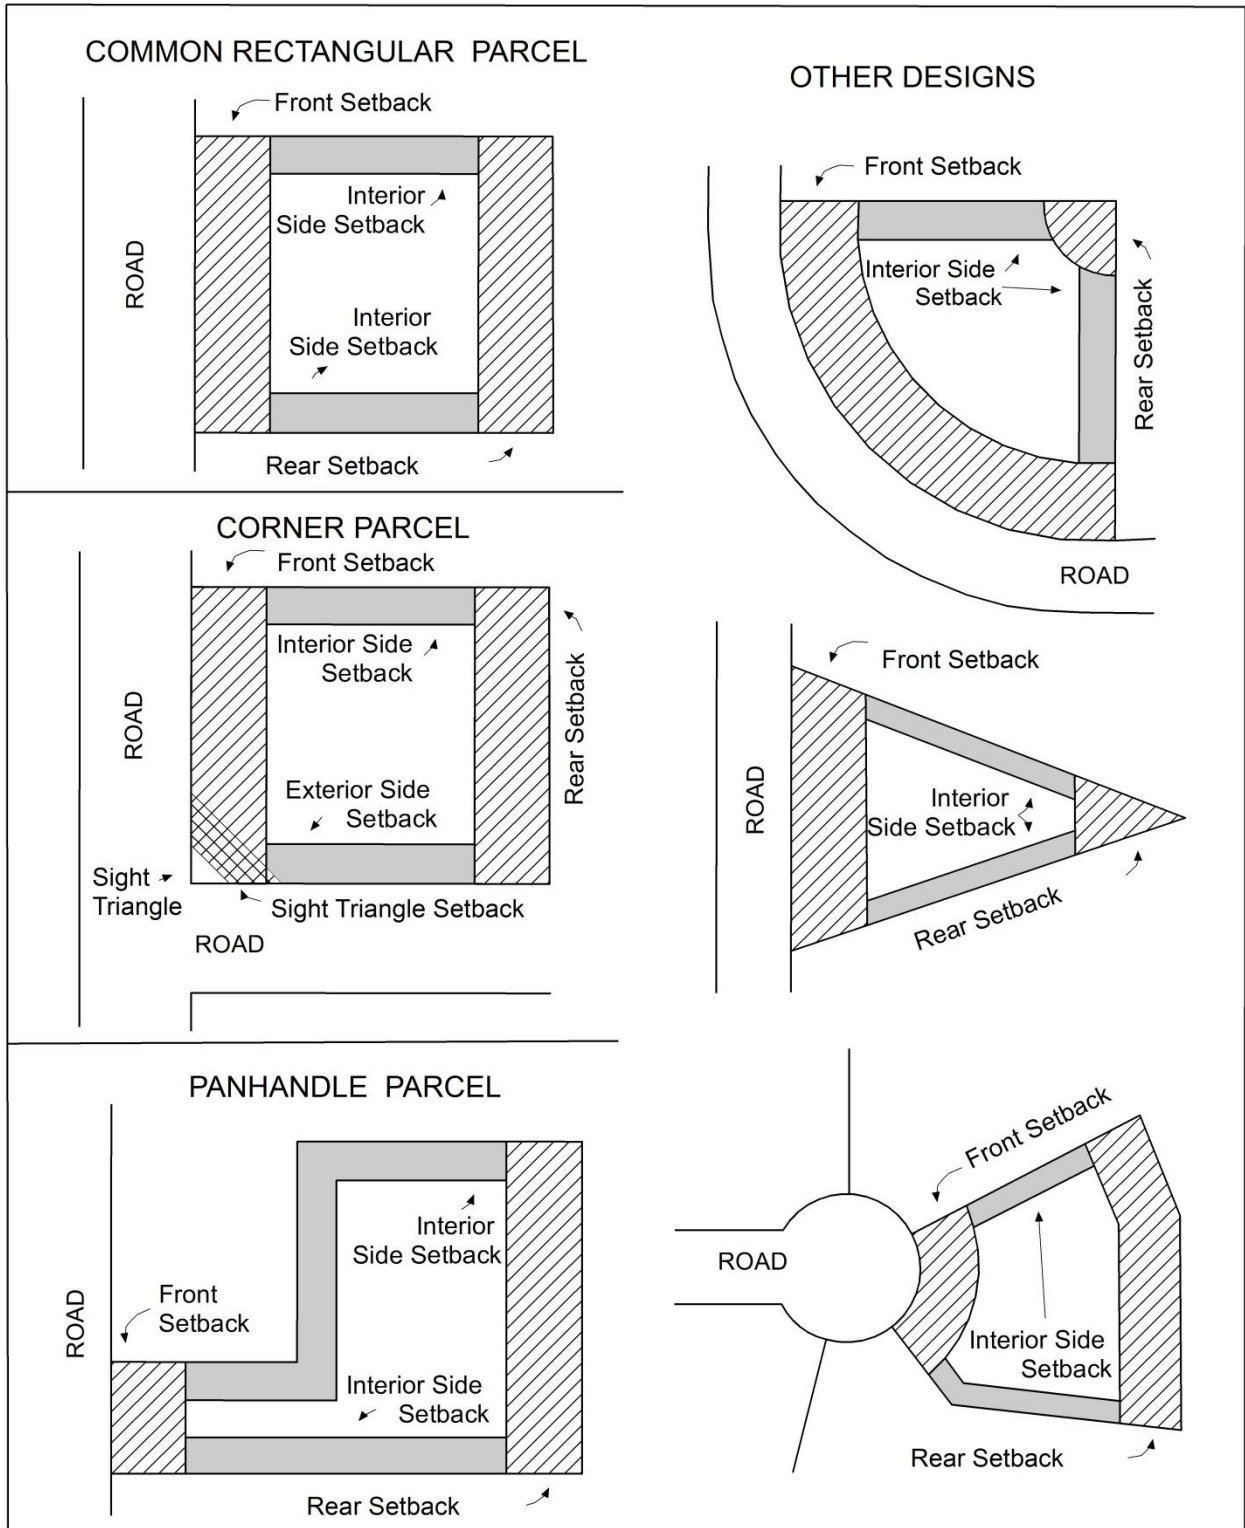 COMMON RECTANGULAR PARCEL
Front Setback
Interior
Side Setback
ROAD
Interior
Side Setback
Rear Setback
CORNER PARCEL
Front Setback
Interior Side
Setback
ROAD
Rear Setback
Exterior Side
Setback
Sight
Triangle
Sight Triangle Setback
ROAD
PANHANDLE PARCEL
Interior
Side Setback
Front
Setback
ROAD
Interior Side
Setback
Rear Setback
OTHER DESIGNS
Front Setback
Interior Side
Setback
Rear Setback
ROAD
Front Setback
ROAD
Interior
Side Setback
Rear Setback
Front Setback
ROAD
Interior Side
Setback
Rear Setback